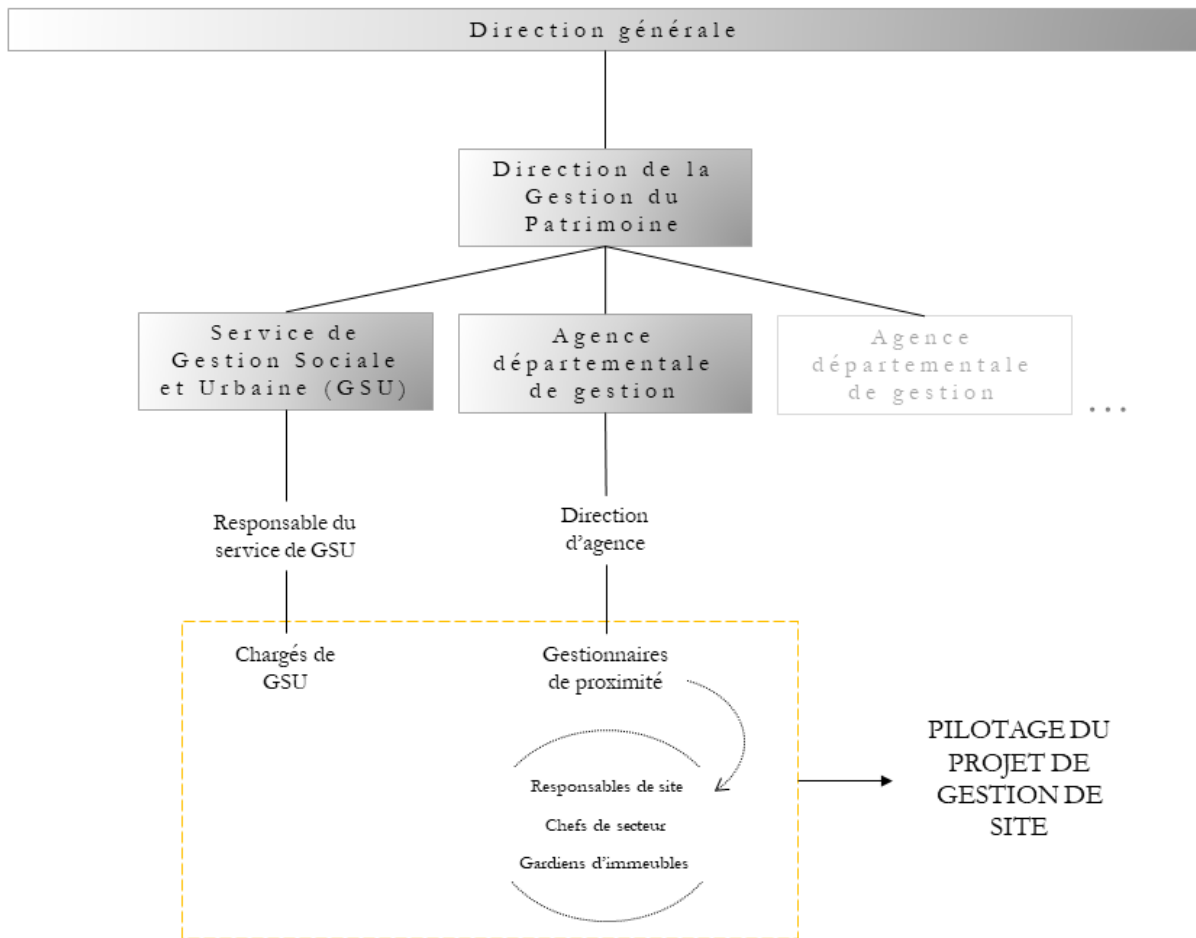 Direction générale
Direction de la
Gestion du
Patrimoine
Service de
Gestion Sociale
et Urbaine (GSU)
Agence
départementale
de gestion
Agence
départementale
de gestion
...
Responsable du
service de GSU
Direction
d’agence
Chargés de
GSU
Gestionnaires
de proximité
Responsables de site
Chefs de secteur
Gardiens d’immeubles
PILOTAGE DU
PROJET DE
GESTION DE
SITE